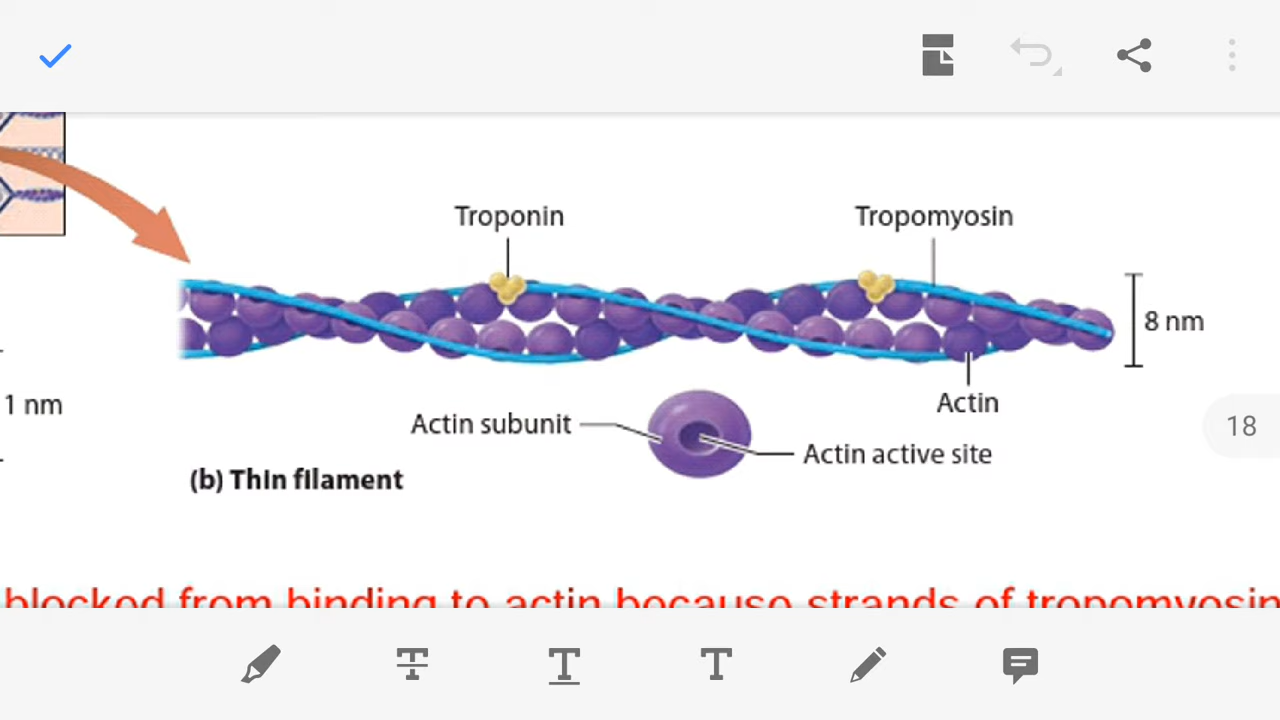 Troponin
Tropomyosin
8 nm
1 nm
Actin
Actin subunit
Actin active site
18
(b) Thin filament
blocked from binding to actin because strands of tropomyosin